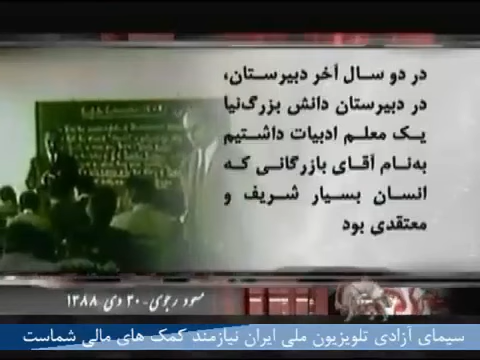 در دو سال آخر دبیرستان،
در دبیرستان دانش بزرگ‌نیا
یک معلم ادبیات داشتیم
به‌نام آقای بازرگانی که
انسان بسیار شریف و
معتقدی بود
مسعود رجوی - ۳۰ دی ۱۳۸۸
سیمای آزادی تلویزیون ملی ایران نیازمند کمک های مالی شماست